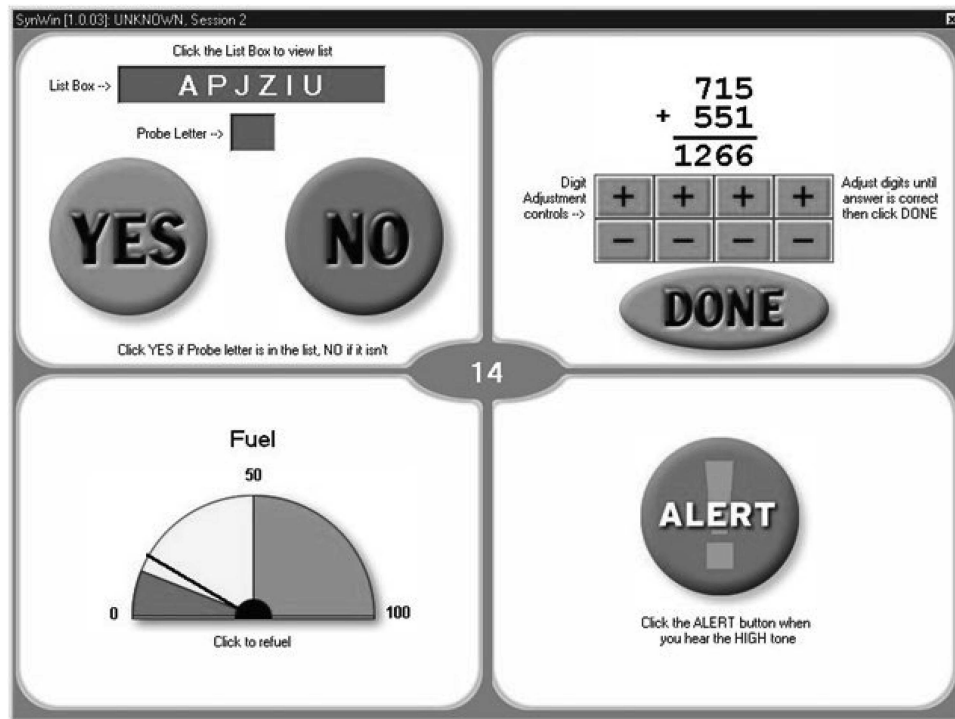 SynWin [1.0.03]: UNKNOWN, Session 2
Click the List Box to view list
List Box -->
A P J Z I U
Probe Letter -->
YES
NO
Click YES if Probe letter is in the list, NO if it isn't
715
+ 551
1266
Digit
Adjustment
controls -->
+ + + +
− − − −
Adjust digits until
answer is correct
then click DONE
DONE
14
Fuel
50
0
100
Click to refuel
!
ALERT
Click the ALERT button when
you hear the HIGH tone